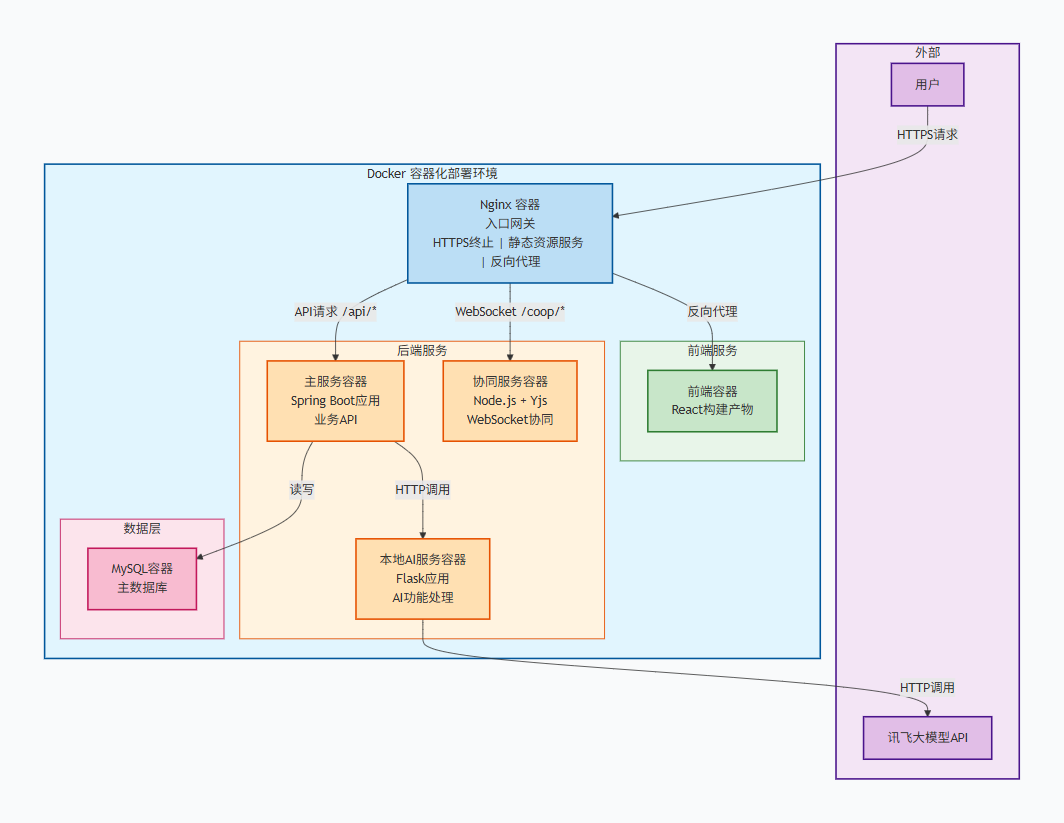 外部
用户
HTTPS请求
Docker 容器化部署环境
Nginx 容器
入口网关
HTTPS终止 | 静态资源服务
| 反向代理
API请求 /api/*
WebSocket /coop/*
反向代理
后端服务
前端服务
主服务容器
Spring Boot应用
业务API
协同服务容器
Node.js + Yjs
WebSocket协同
前端容器
React构建产物
读写
HTTP调用
数据层
MySQL容器
主数据库
本地AI服务容器
Flask应用
AI功能处理
HTTP调用
讯飞大模型API